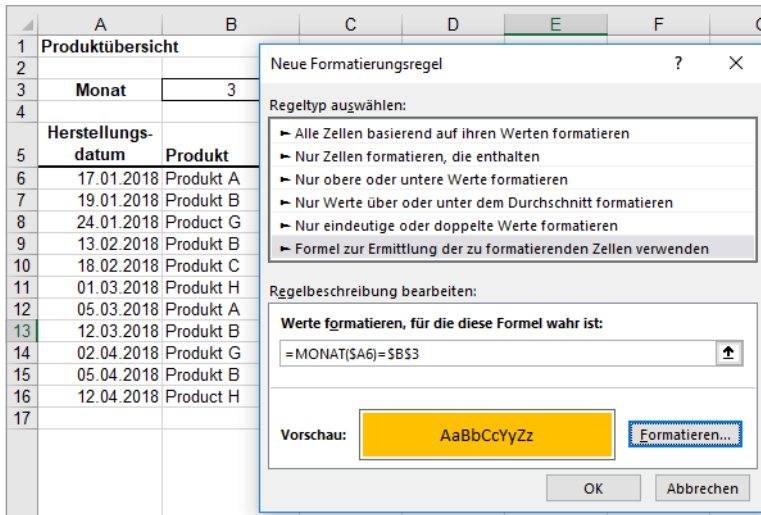 A B C D E F
1 Produktübersicht
2
3 Monat 3
4
Herstellungs-
5 datum Produkt
6 17.01.2018 Produkt A
7 19.01.2018 Produkt B
8 24.01.2018 Product G
9 13.02.2018 Produkt B
10 18.02.2018 Produkt C
11 01.03.2018 Produkt H
12 05.03.2018 Produkt A
13 12.03.2018 Produkt B
14 02.04.2018 Produkt G
15 05.04.2018 Produkt B
16 12.04.2018 Product H
17
Neue Formatierungsregel ? ×
Regeltyp auswählen:
► Alle Zellen basierend auf ihren Werten formatieren
► Nur Zellen formatieren, die enthalten
► Nur obere oder untere Werte formatieren
► Nur Werte über oder unter dem Durchschnitt formatieren
► Nur eindeutige oder doppelte Werte formatieren
► Formel zur Ermittlung der zu formatierenden Zellen verwenden
Regelbeschreibung bearbeiten:
Werte formatieren, für die diese Formel wahr ist:
=MONAT($A6)=$B$3
Vorschau: AaBbCcYyZz Formatieren...
OK Abbrechen